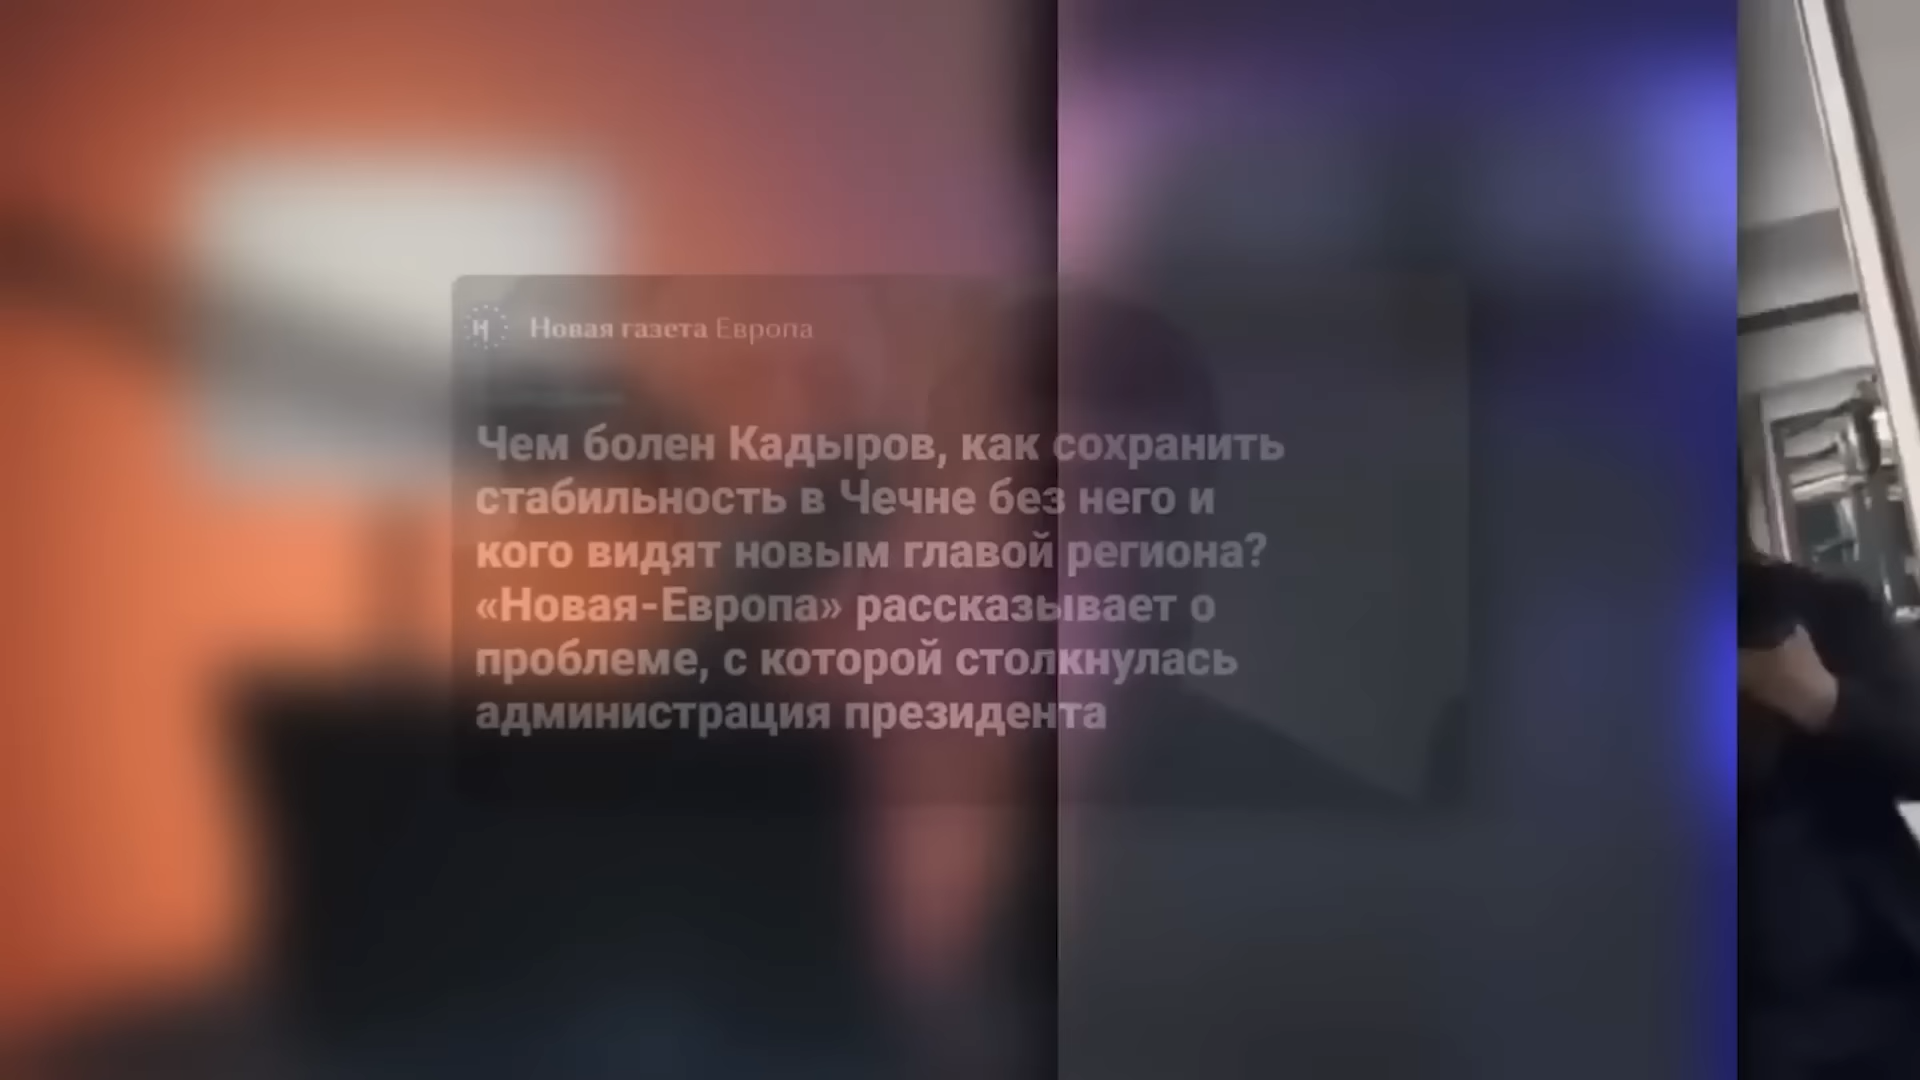 Новая газета Европа
Чем болен Кадыров, как сохранить
стабильность в Чечне без него и
кого видят новым главой региона?
«Новая-Европа» рассказывает о
проблеме, с которой столкнулась
администрация президента